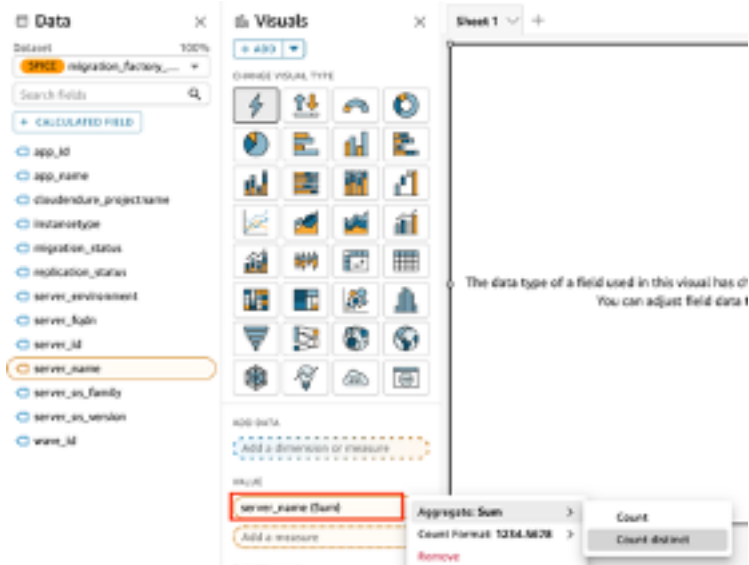 Data
Dataset 100%
SPICE migration_factory_...
Search fields
+ CALCULATED FIELD
app_id
app_name
cloudendure_projectname
instancetype
migration_status
replication_status
server_environment
server_fqdn
server_id
server_name
server_os_family
server_os_version
wave_id
Visuals
+ ADD
CHANGE VISUAL TYPE
ADD DATA
Add a dimension or measure
VALUE
server_name (Sum)
Add a measure
Sheet 1
The data type of a field used in this visual has ch
You can adjust field data t
Aggregate: Sum
Count Format: 1234.5678
Remove
Count
Count distinct